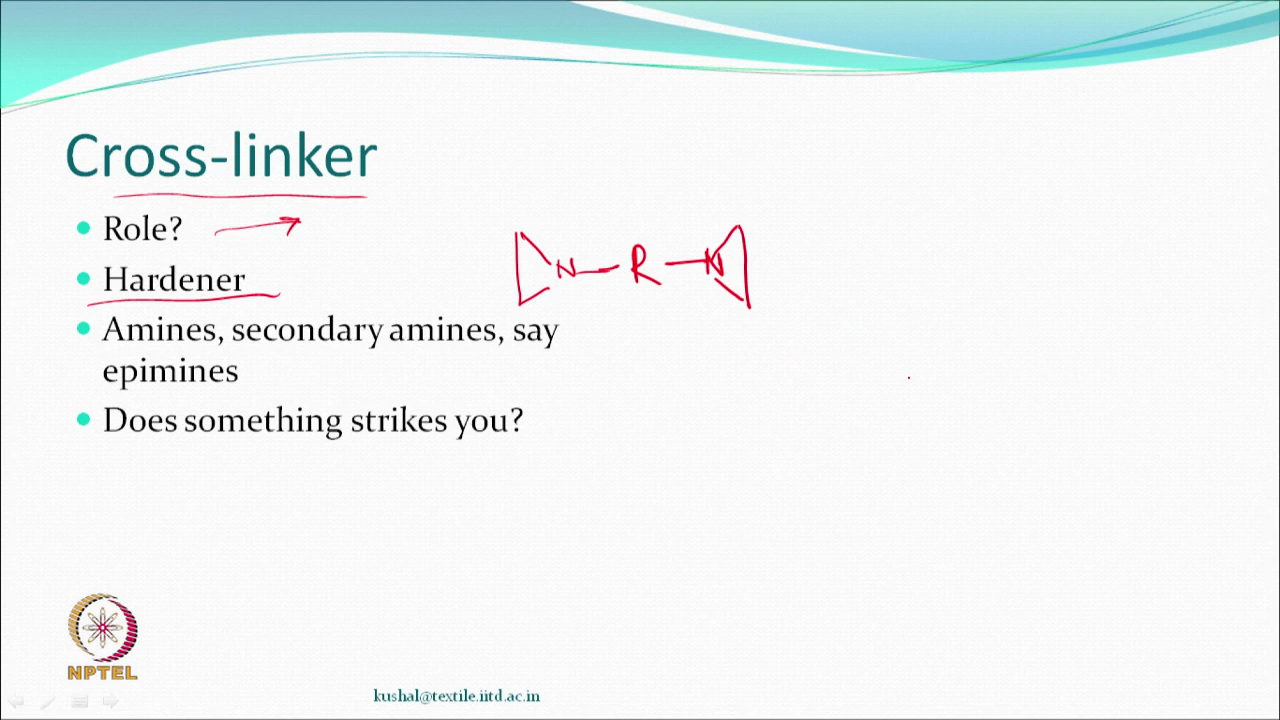 Cross-linker
Role?
Hardener
N R N
Amines, secondary amines, say
epimines
Does something strikes you?
NPTEL
kushal@textile.iitd.ac.in